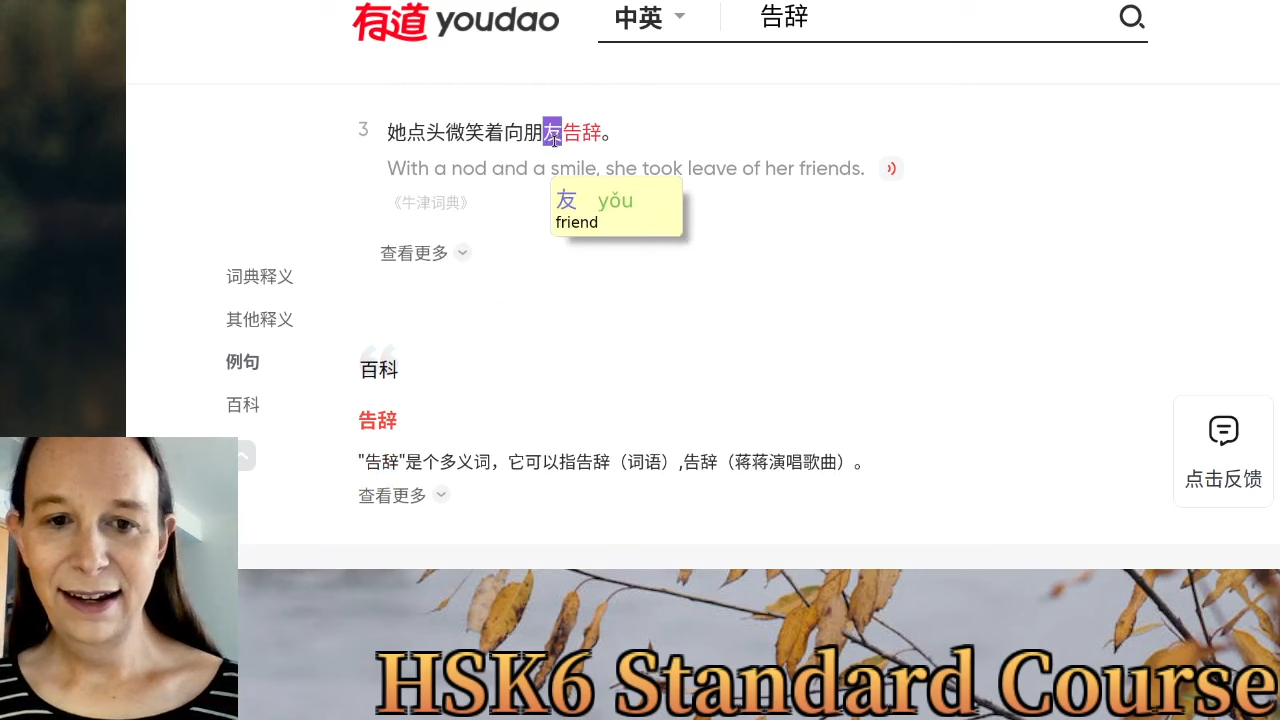 有道 youdao 中英 告辞
3 她点头微笑着向朋友告辞。
With a nod and a smile, she took leave of her friends.
《牛津词典》
友 yǒu
friend
查看更多
词典释义
其他释义
例句
百科
百科
告辞
"告辞"是个多义词，它可以指告辞（词语）,告辞（蒋蒋演唱歌曲）。
查看更多
点击反馈
HSK6 Standard Course